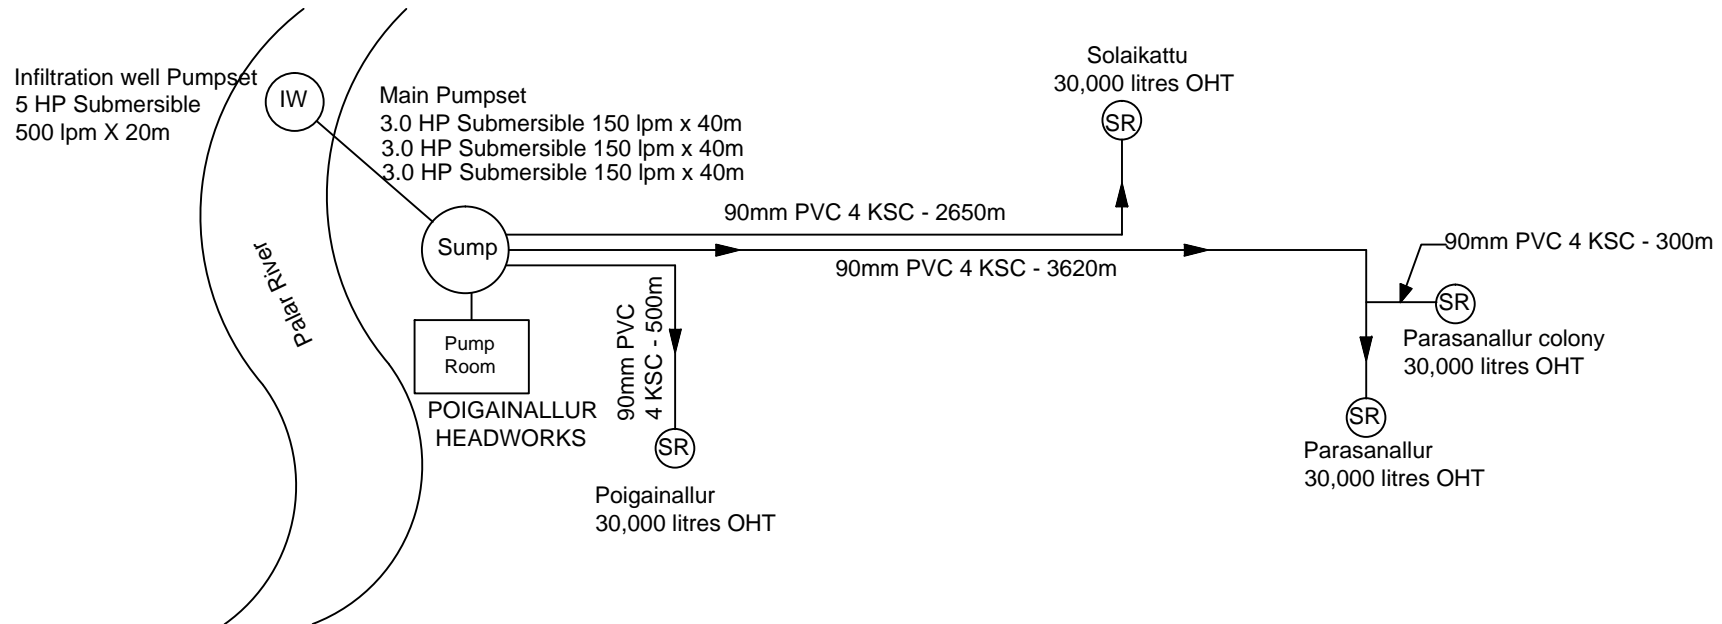 Infiltration well Pumpset
5 HP Submersible
500 lpm X 20m
IW
Main Pumpset
3.0 HP Submersible 150 lpm x 40m
3.0 HP Submersible 150 lpm x 40m
3.0 HP Submersible 150 lpm x 40m
Solaikattu
30,000 litres OHT
SR
90mm PVC 4 KSC - 2650m
Sump
90mm PVC 4 KSC - 3620m
90mm PVC 4 KSC - 300m
SR
Parasanallur colony
30,000 litres OHT
Palar River
Pump
Room
POIGAINALLUR
HEADWORKS
90mm PVC
4 KSC - 500m
SR
Poigainallur
30,000 litres OHT
SR
Parasanallur
30,000 litres OHT